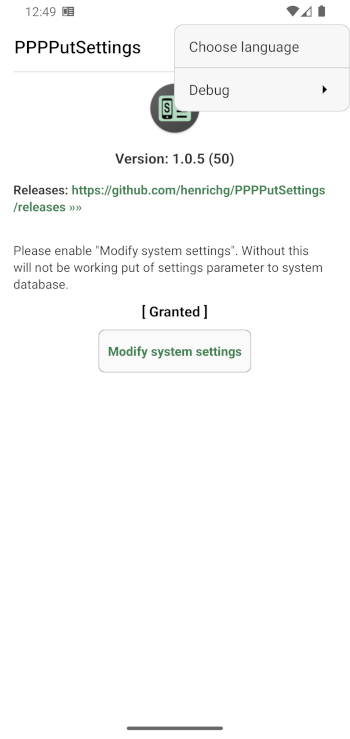 12:49
PPPPutSettings
Choose language
Debug
Version: 1.0.5 (50)
Releases: https://github.com/henrichg/PPPPutSettings
/releases »»
Please enable "Modify system settings". Without this
will not be working put of settings parameter to system
database.
[ Granted ]
Modify system settings